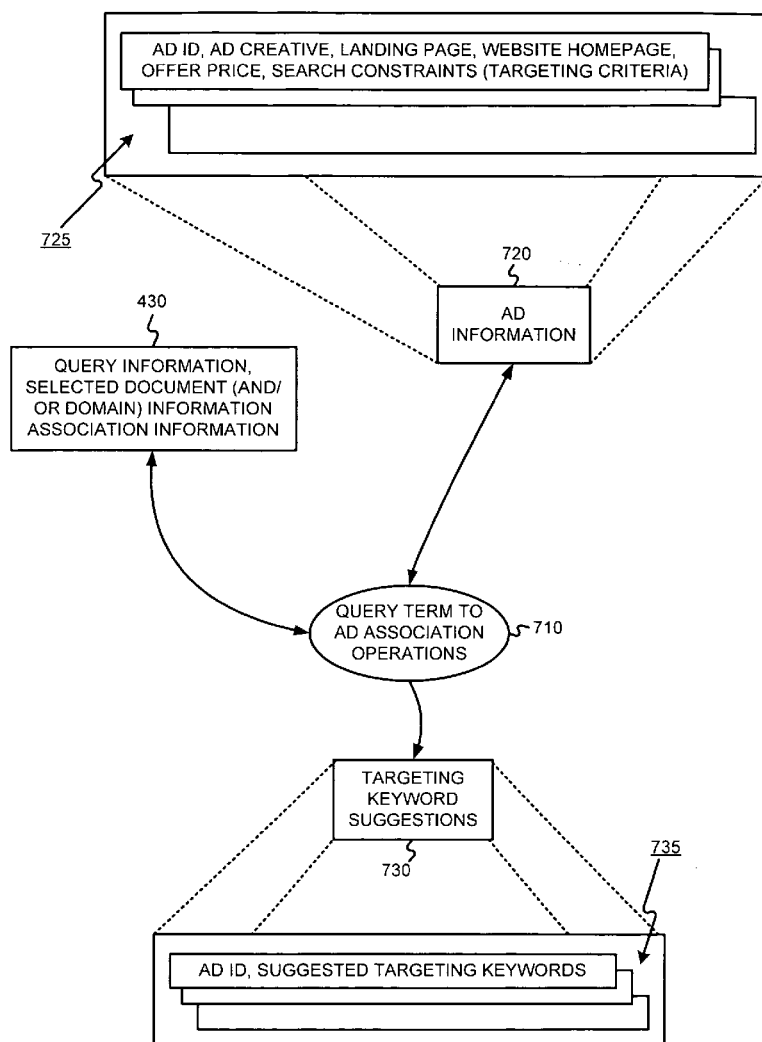 AD ID, AD CREATIVE, LANDING PAGE, WEBSITE HOMEPAGE,
OFFER PRICE, SEARCH CONSTRAINTS (TARGETING CRITERIA)
725
720
AD
INFORMATION
430
QUERY INFORMATION,
SELECTED DOCUMENT (AND/
OR DOMAIN) INFORMATION
ASSOCIATION INFORMATION
QUERY TERM TO
AD ASSOCIATION
OPERATIONS
710
TARGETING
KEYWORD
SUGGESTIONS
730
735
AD ID, SUGGESTED TARGETING KEYWORDS